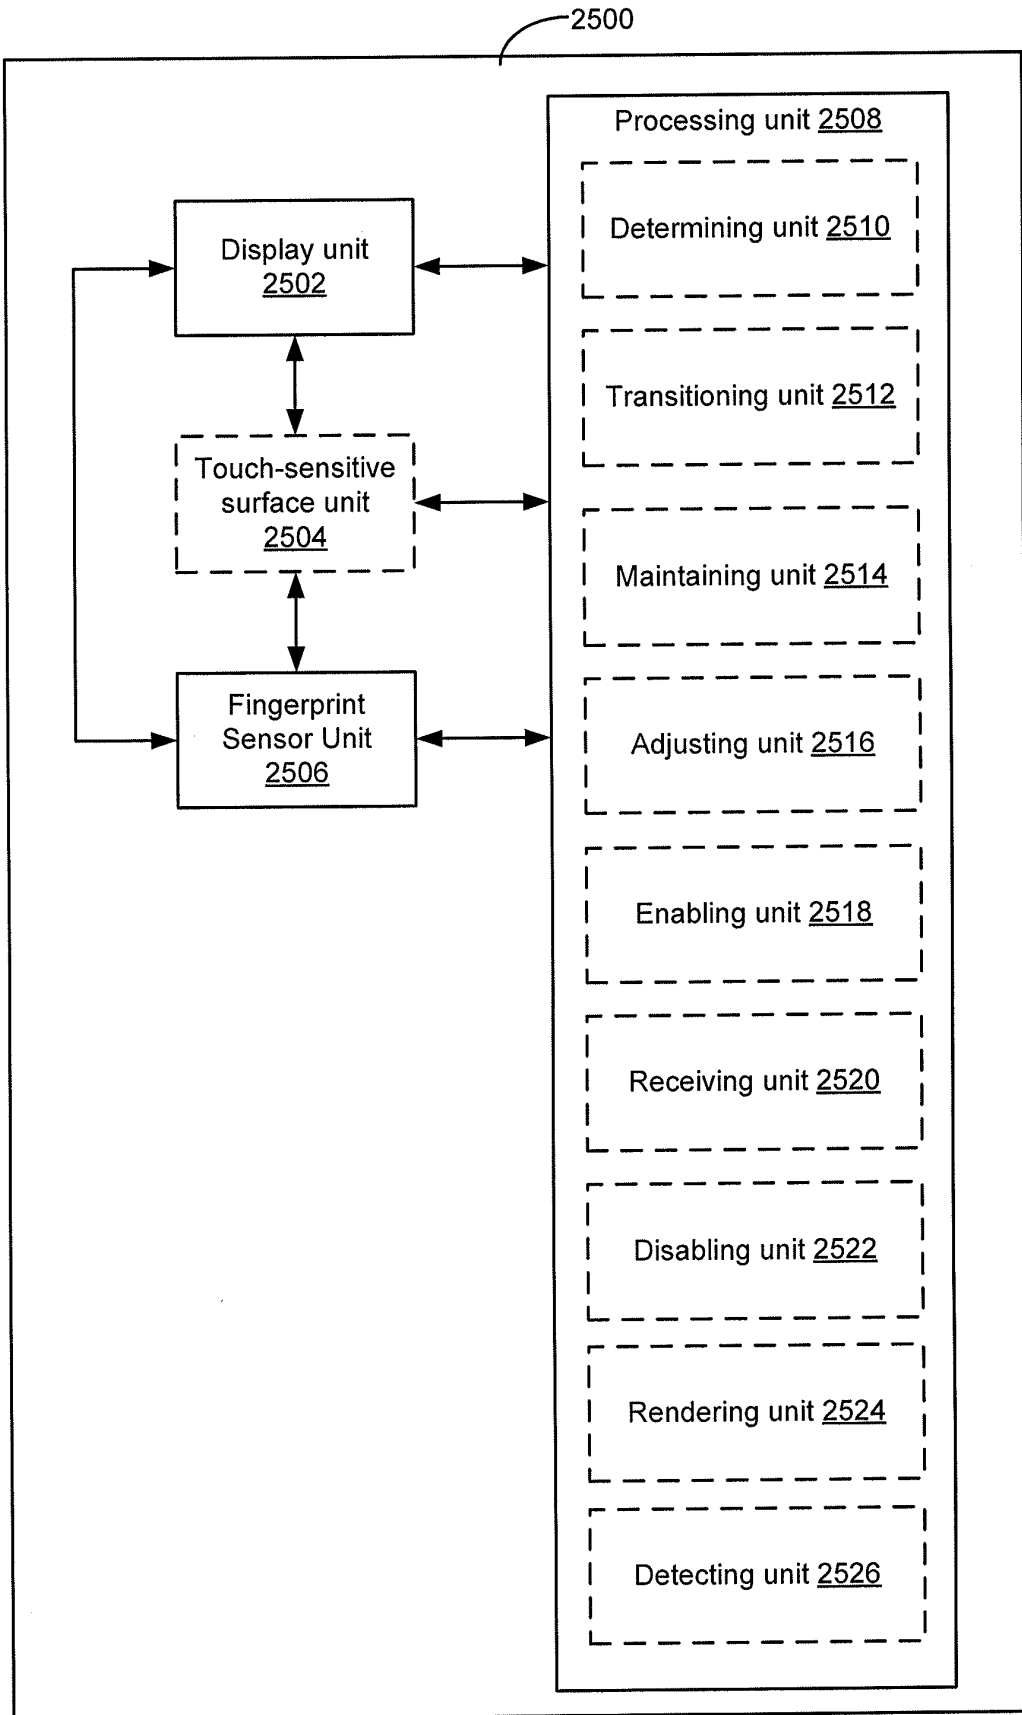 2500
Processing unit 2508
Determining unit 2510
Display unit
2502
Transitioning unit 2512
Touch-sensitive
surface unit
2504
Maintaining unit 2514
Fingerprint
Sensor Unit
2506
Adjusting unit 2516
Enabling unit 2518
Receiving unit 2520
Disabling unit 2522
Rendering unit 2524
Detecting unit 2526